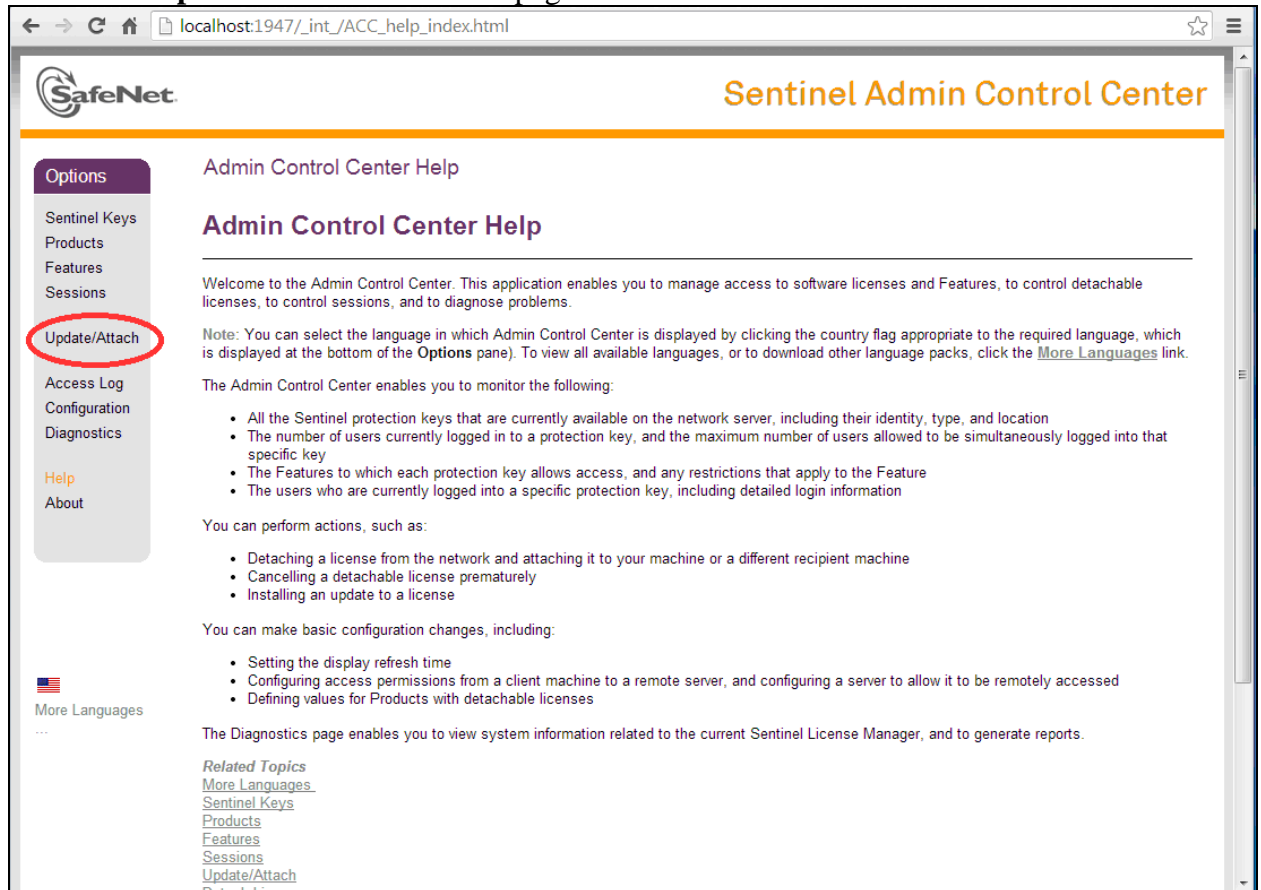 localhost:1947/_int_/ACC_help_index.html
SafeNet.
Sentinel Admin Control Center
Options
Sentinel Keys
Products
Features
Sessions
Update/Attach
Access Log
Configuration
Diagnostics
Help
About
More Languages
...
Admin Control Center Help
Admin Control Center Help
Welcome to the Admin Control Center. This application enables you to manage access to software licenses and Features, to control detachable
licenses, to control sessions, and to diagnose problems.
Note: You can select the language in which Admin Control Center is displayed by clicking the country flag appropriate to the required language, which
is displayed at the bottom of the Options pane). To view all available languages, or to download other language packs, click the More Languages link.
The Admin Control Center enables you to monitor the following:
• All the Sentinel protection keys that are currently available on the network server, including their identity, type, and location
• The number of users currently logged in to a protection key, and the maximum number of users allowed to be simultaneously logged into that
specific key
• The Features to which each protection key allows access, and any restrictions that apply to the Feature
• The users who are currently logged into a specific protection key, including detailed login information
You can perform actions, such as:
• Detaching a license from the network and attaching it to your machine or a different recipient machine
• Cancelling a detachable license prematurely
• Installing an update to a license
You can make basic configuration changes, including:
• Setting the display refresh time
• Configuring access permissions from a client machine to a remote server, and configuring a server to allow it to be remotely accessed
• Defining values for Products with detachable licenses
The Diagnostics page enables you to view system information related to the current Sentinel License Manager, and to generate reports.
Related Topics
More Languages
Sentinel Keys
Products
Features
Sessions
Update/Attach